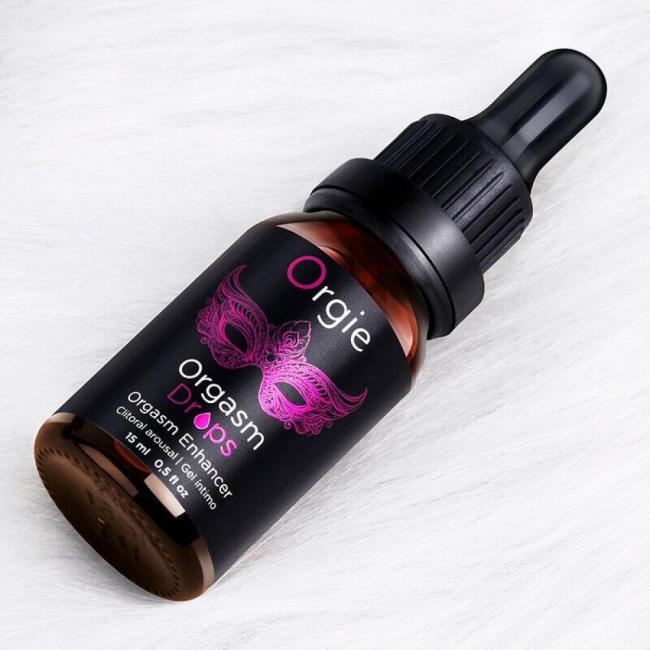 Orgie
Orgasm
Drops
Orgasm Enhancer
Clitoral arousal | Gel íntimo
15 ml 0.5 fl oz